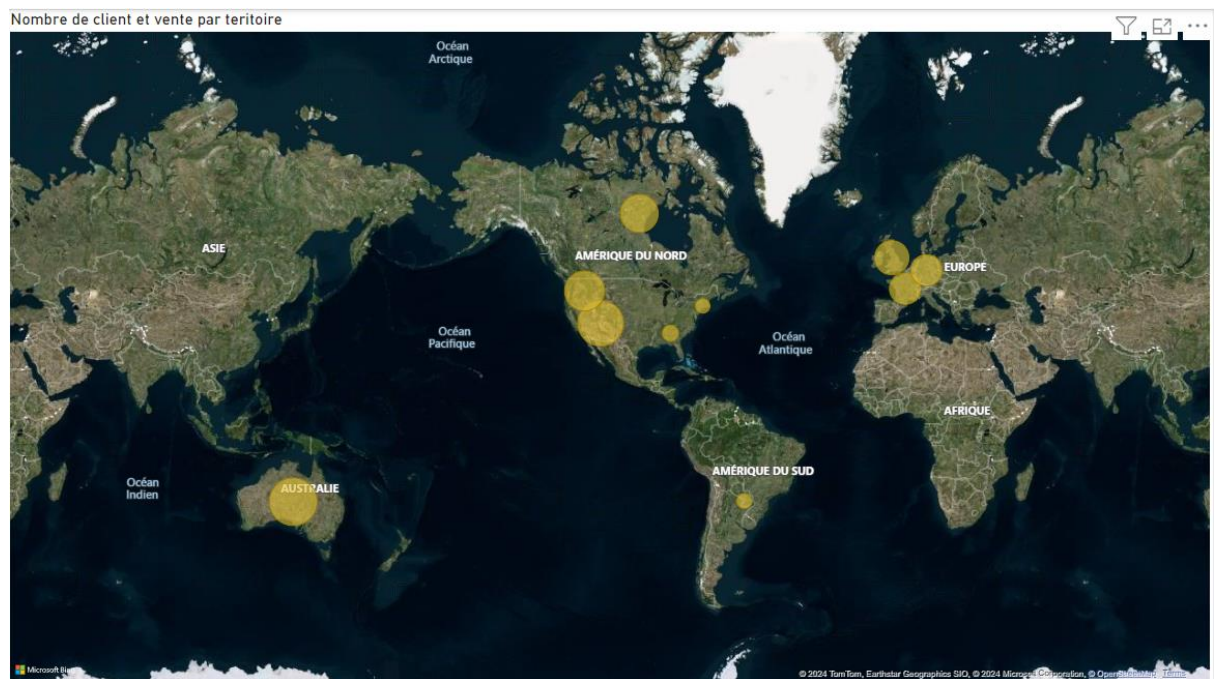 Nombre de client et vente par teritoire
Océan
Arctique
ASIE
AMÉRIQUE DU NORD
EUROPE
Océan
Pacifique
Océan
Atlantique
AFRIQUE
AMÉRIQUE DU SUD
Océan
Indien
AUSTRALIE
Microsoft Bing
© 2024 TomTom, Earthstar Geographics SIO, © 2024 Microsoft Corporation, © OpenStreetMap Terms